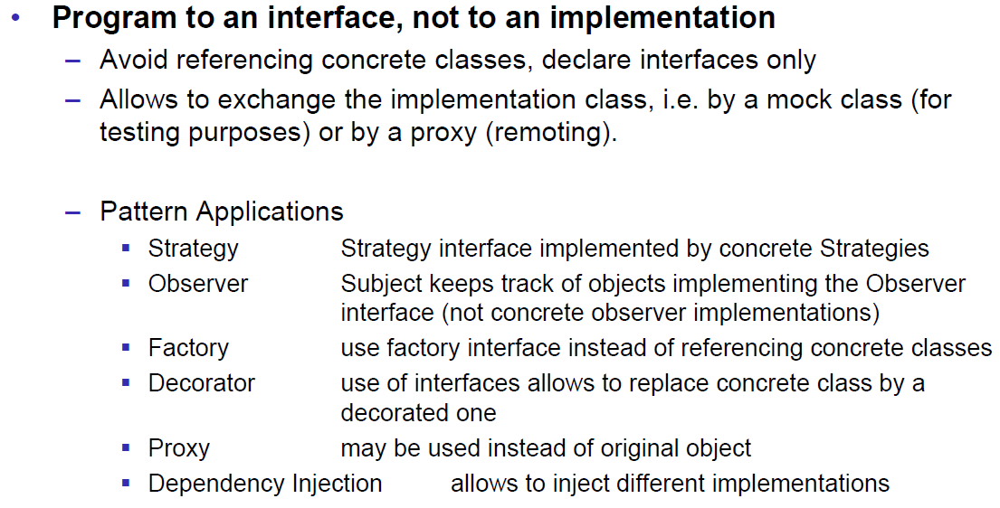 • Program to an interface, not to an implementation
– Avoid referencing concrete classes, declare interfaces only
– Allows to exchange the implementation class, i.e. by a mock class (for
testing purposes) or by a proxy (remoting).
– Pattern Applications
▪ Strategy Strategy interface implemented by concrete Strategies
▪ Observer Subject keeps track of objects implementing the Observer
interface (not concrete observer implementations)
▪ Factory use factory interface instead of referencing concrete classes
▪ Decorator use of interfaces allows to replace concrete class by a
decorated one
▪ Proxy may be used instead of original object
▪ Dependency Injection allows to inject different implementations